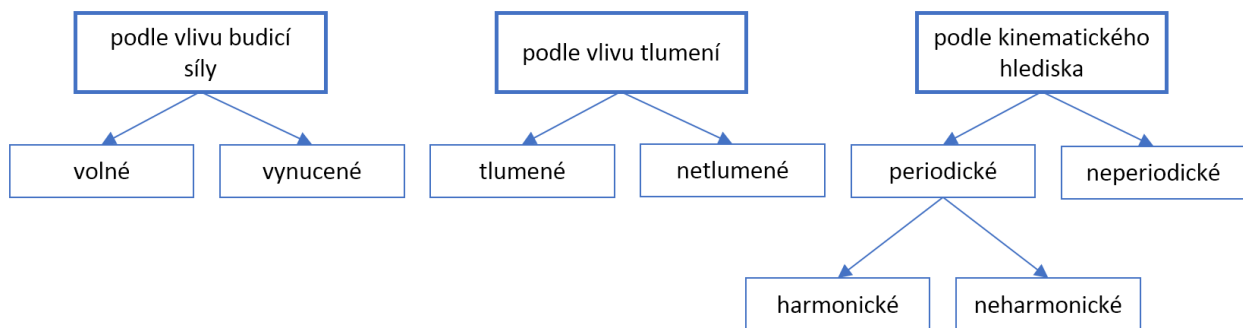 podle vlivu budicí
síly
podle vlivu tlumení
podle kinematického
hlediska
volné
vynucené
tlumené
netlumené
periodické
neperiodické
harmonické
neharmonické